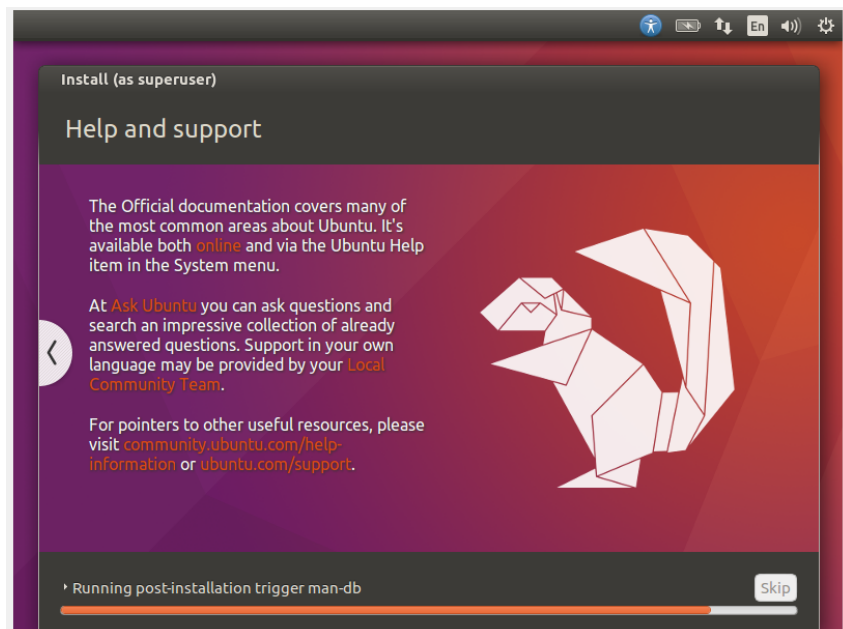 En
Install (as superuser)
Help and support
The Official documentation covers many of
the most common areas about Ubuntu. It's
available both online and via the Ubuntu Help
item in the System menu.
At Ask Ubuntu you can ask questions and
search an impressive collection of already
answered questions. Support in your own
language may be provided by your Local
Community Team.
For pointers to other useful resources, please
visit community.ubuntu.com/help-
information or ubuntu.com/support.
Running post-installation trigger man-db
Skip